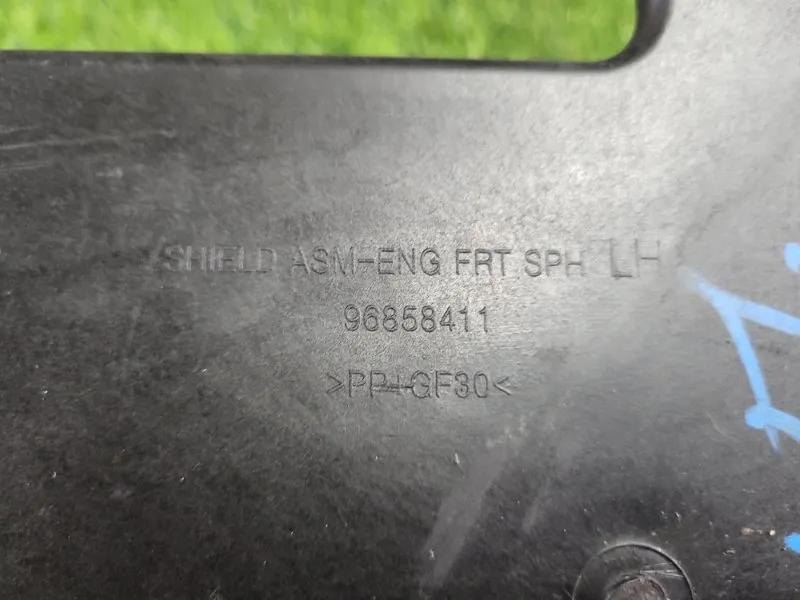 SHIELD ASM-ENG FRT SPH LH
96858411
>PP-GF30<